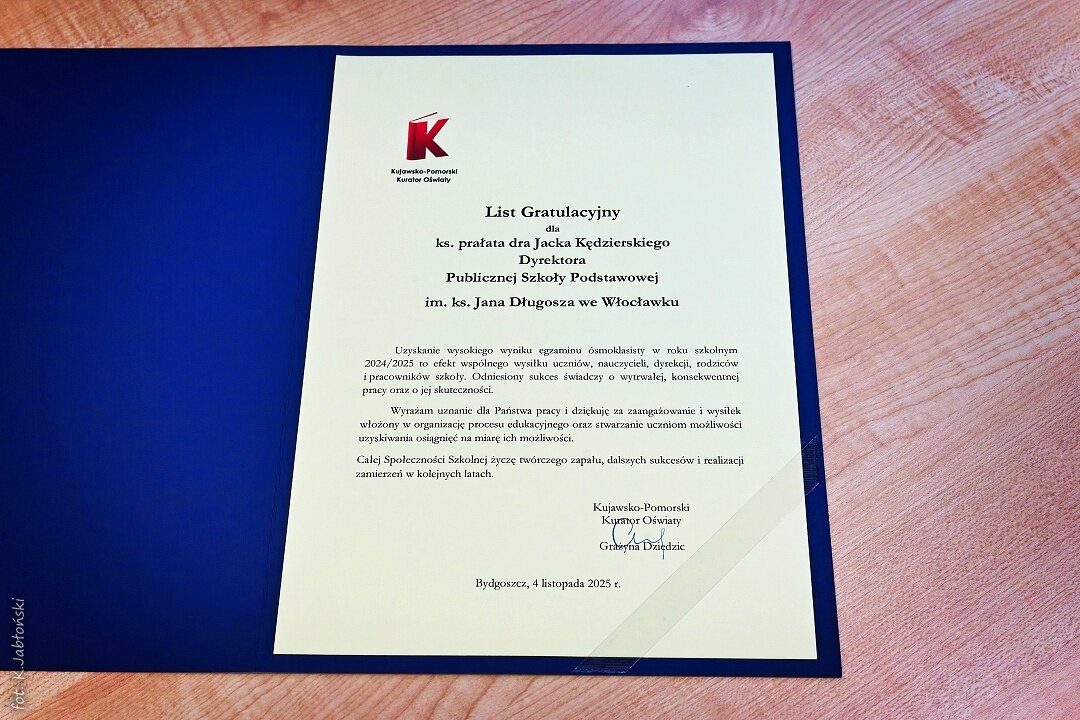 K
Kujawsko-Pomorski
Kurator Oświaty
List Gratulacyjny
dla
ks. prałata dra Jacka Kędzierskiego
Dyrektora
Publicznej Szkoły Podstawowej
im. ks. Jana Długosza we Włocławku
Uzyskanie wysokiego wyniku egzaminu ósmoklasisty w roku szkolnym
2024/2025 to efekt wspólnego wysiłku uczniów, nauczycieli, dyrekcji, rodziców
i pracowników szkoły. Odniesiony sukces świadczy o wytrwałej, konsekwentnej
pracy oraz o jej skuteczności.
Wyrażam uznanie dla Państwa pracy i dziękuję za zaangażowanie i wysiłek
włożony w organizację procesu edukacyjnego oraz stwarzanie uczniom możliwości
uzyskiwania osiągnięć na miarę ich możliwości.
Całej Społeczności Szkolnej życzę twórczego zapału, dalszych sukcesów i realizacji
zamierzeń w kolejnych latach.
Kujawsko-Pomorski
Kurator Oświaty
Grażyna Dziedzic
Bydgoszcz, 4 listopada 2025 r.
fot. K.Jabłoński